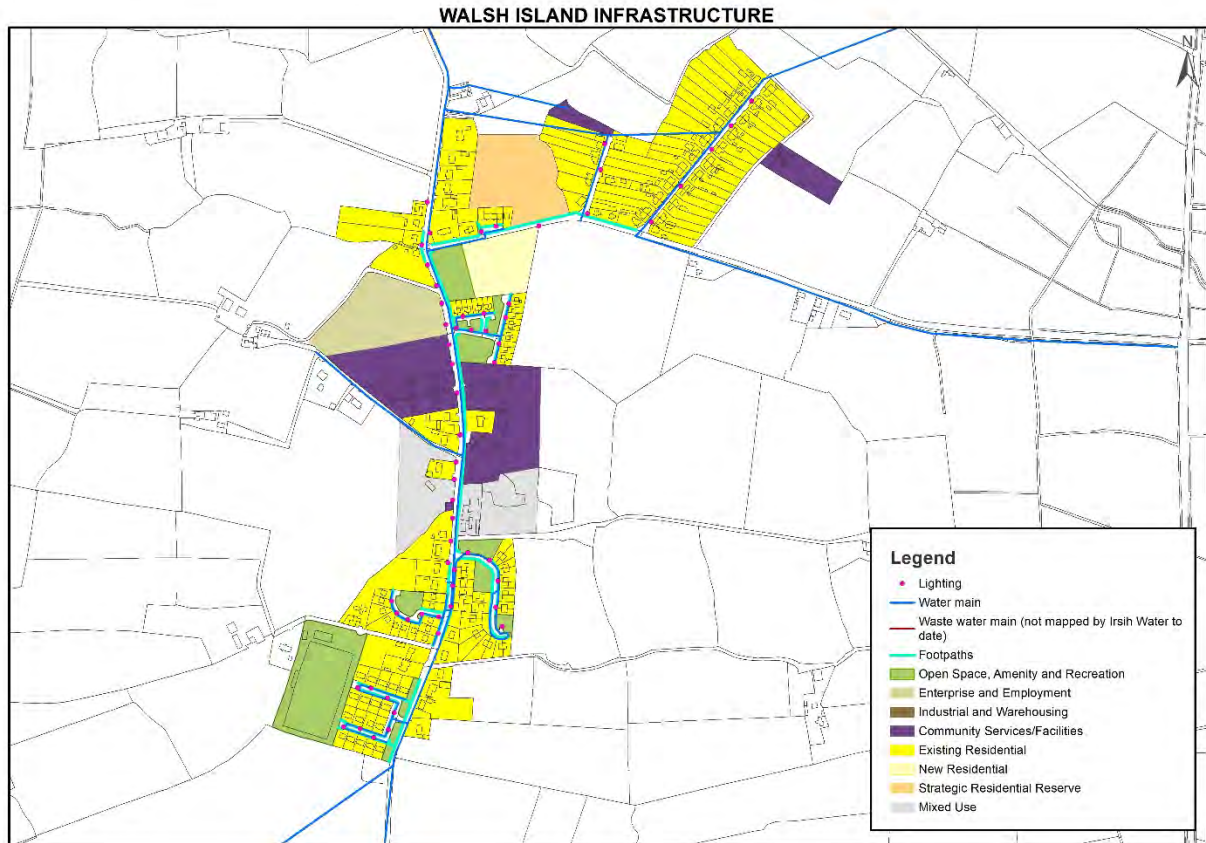 WALSH ISLAND INFRASTRUCTURE
N
Legend
Lighting
Water main
Waste water main (not mapped by Irsih Water to
date)
Footpaths
Open Space, Amenity and Recreation
Enterprise and Employment
Industrial and Warehousing
Community Services/Facilities
Existing Residential
New Residential
Strategic Residential Reserve
Mixed Use